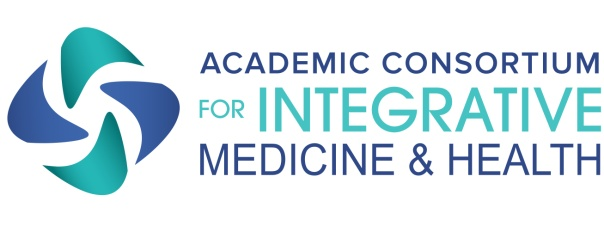 ACADEMIC CONSORTIUM
FOR INTEGRATIVE
MEDICINE & HEALTH